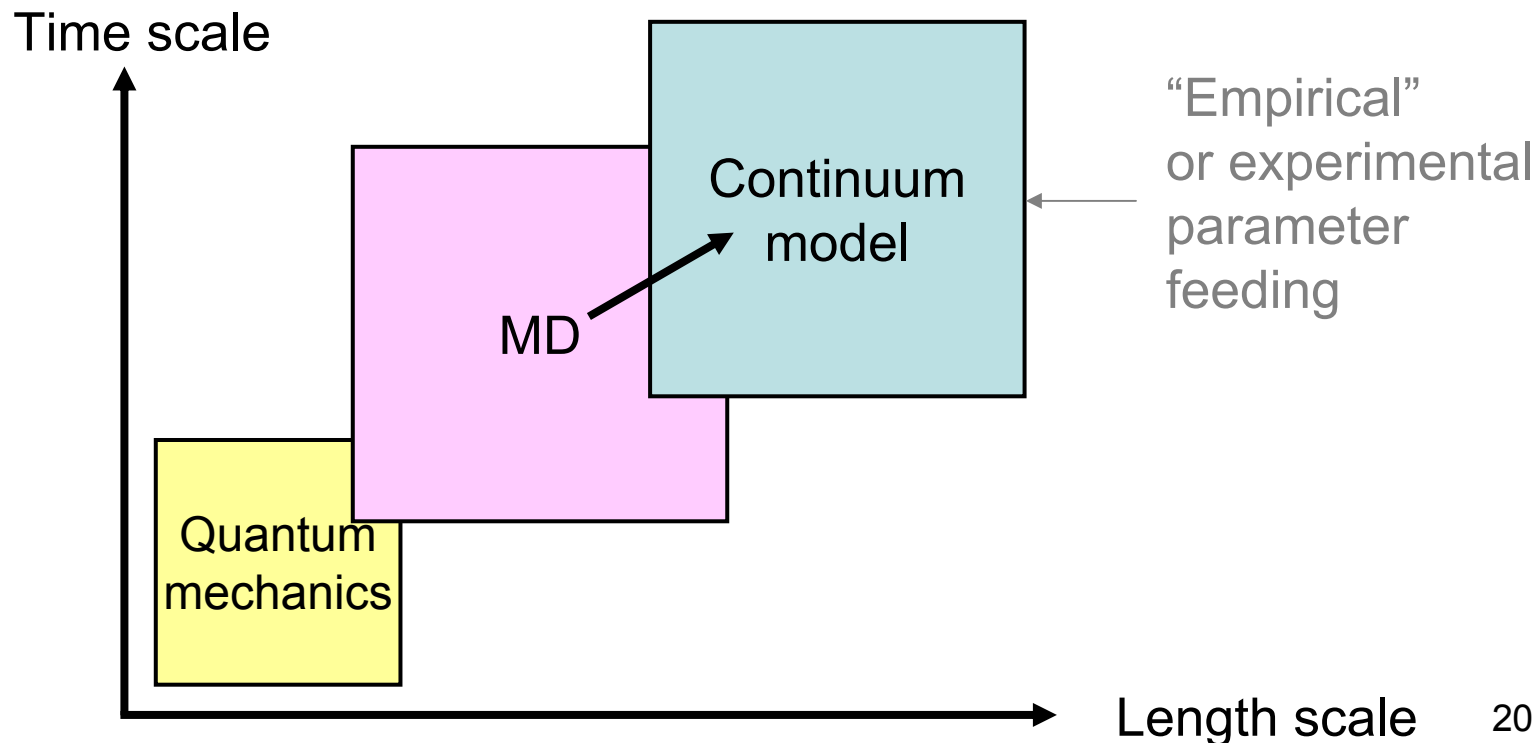 Time scale
“Empirical”
or experimental
parameter
feeding
Continuum
model
MD
Quantum
mechanics
Length scale
20